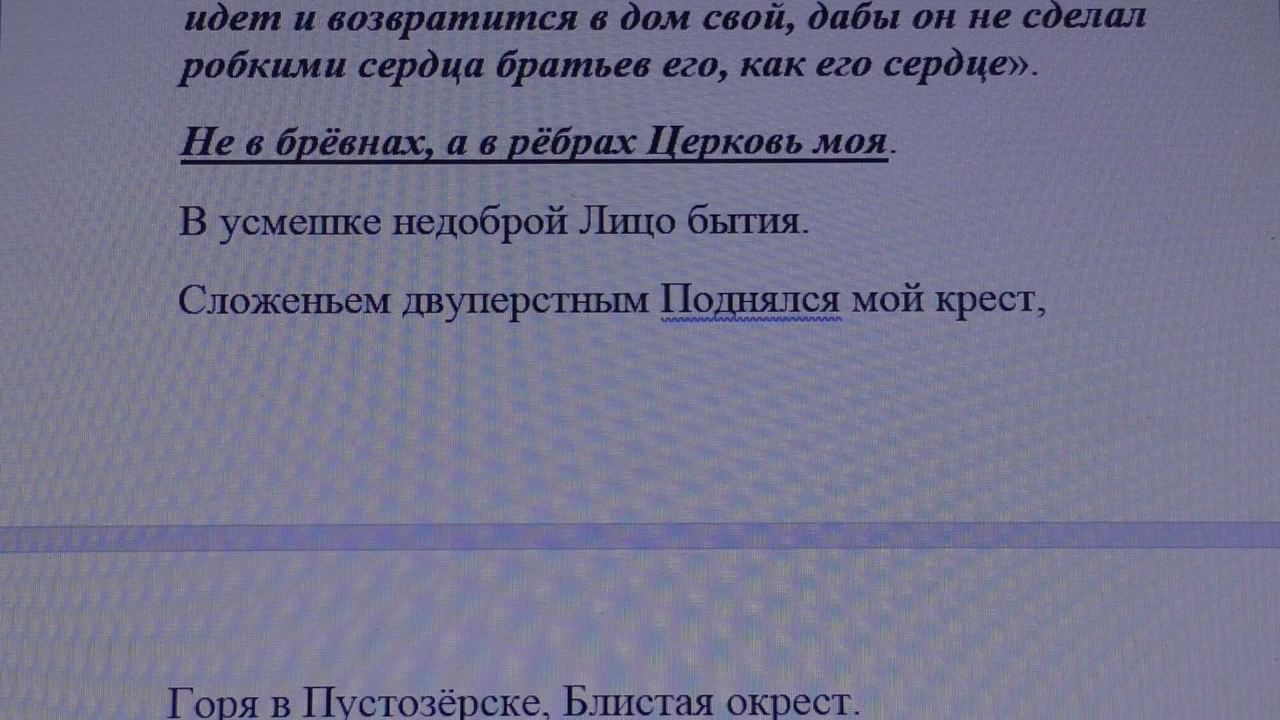 идет и возвратится в дом свой, дабы он не сделал
робкими сердца братьев его, как его сердце».
Не в брёвнах, а в рёбрах Церковь моя.
В усмешке недоброй Лицо бытия.
Сложеньем двуперстным Поднялся мой крест,
Горя в Пустозёрске, Блистая окрест.